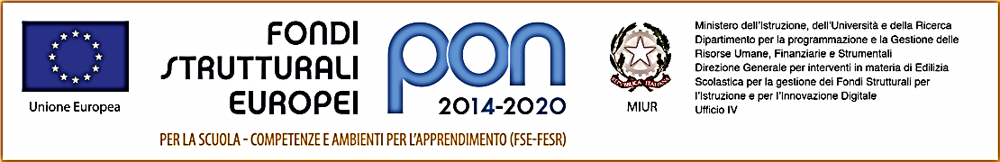 Unione Europea
FONDI
STRUTTURALI
EUROPEI
pon
2014-2020
PER LA SCUOLA - COMPETENZE E AMBIENTI PER L'APPRENDIMENTO (FSE-FESR)
REPUBBLICA ITALIANA
MIUR
Ministero dell'Istruzione, dell'Università e della Ricerca
Dipartimento per la programmazione e la Gestione delle
Risorse Umane, Finanziarie e Strumentali
Direzione Generale per interventi in materia di Edilizia
Scolastica per la gestione dei Fondi Strutturali per
l'Istruzione e per l'Innovazione Digitale
Ufficio IV